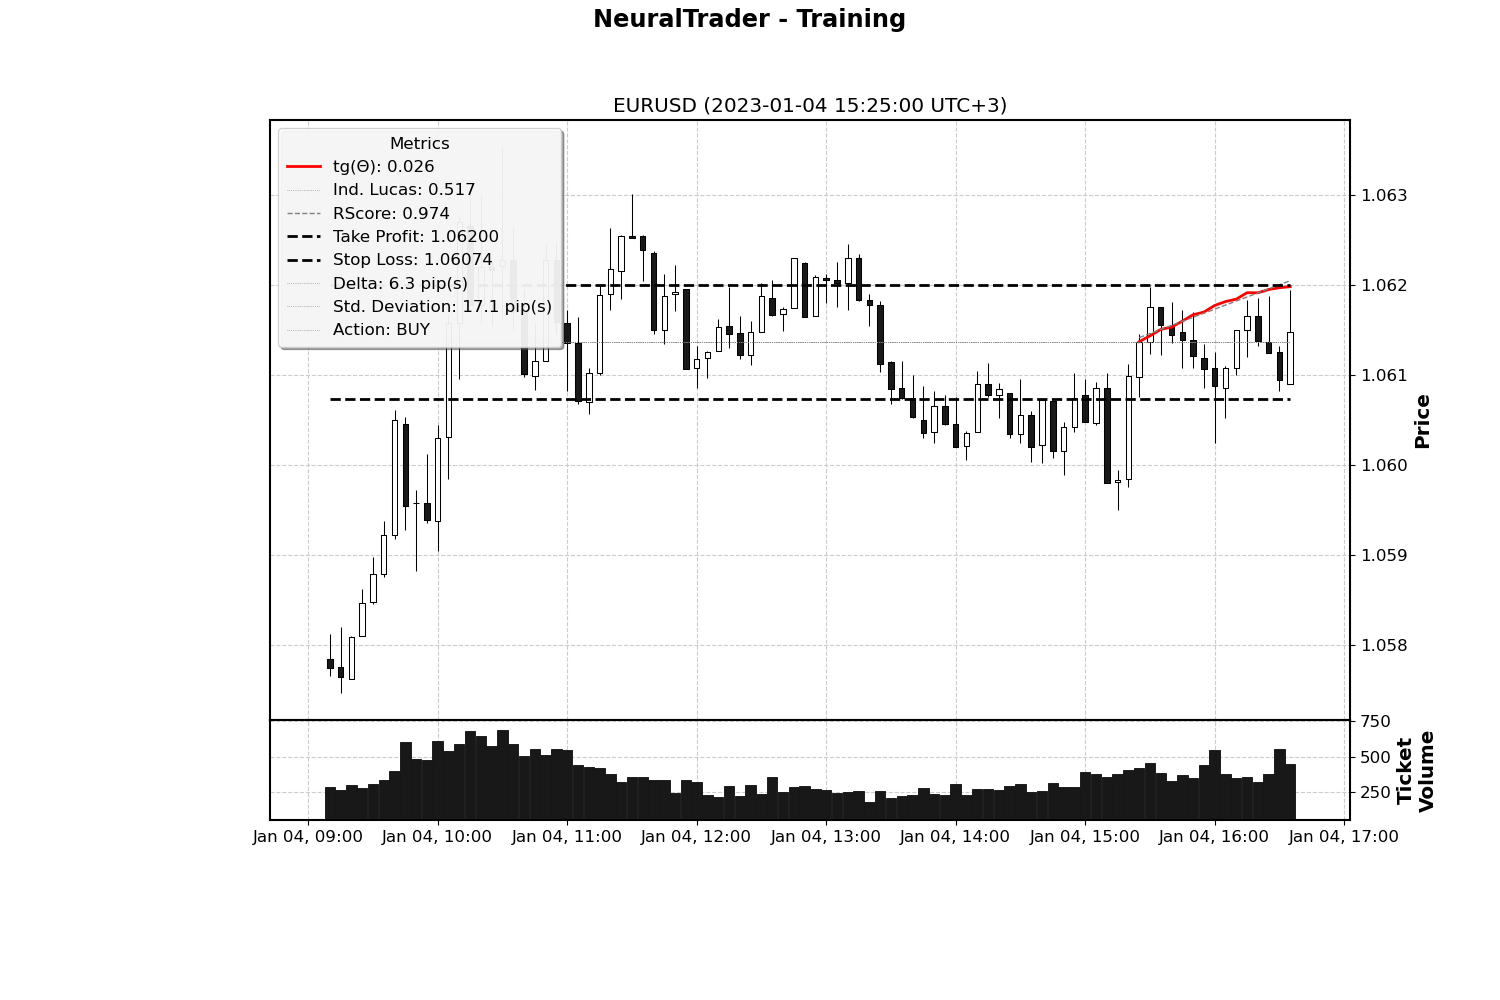 NeuralTrader - Training
EURUSD (2023-01-04 15:25:00 UTC+3)
Metrics
tg(Θ): 0.026
Ind. Lucas: 0.517
RScore: 0.974
Take Profit: 1.06200
Stop Loss: 1.06074
Delta: 6.3 pip(s)
Std. Deviation: 17.1 pip(s)
Action: BUY
1.063
1.062
1.061
1.060
1.059
1.058
Price
750
500
250
Ticket
Volume
Jan 04, 09:00
Jan 04, 10:00
Jan 04, 11:00
Jan 04, 12:00
Jan 04, 13:00
Jan 04, 14:00
Jan 04, 15:00
Jan 04, 16:00
Jan 04, 17:00